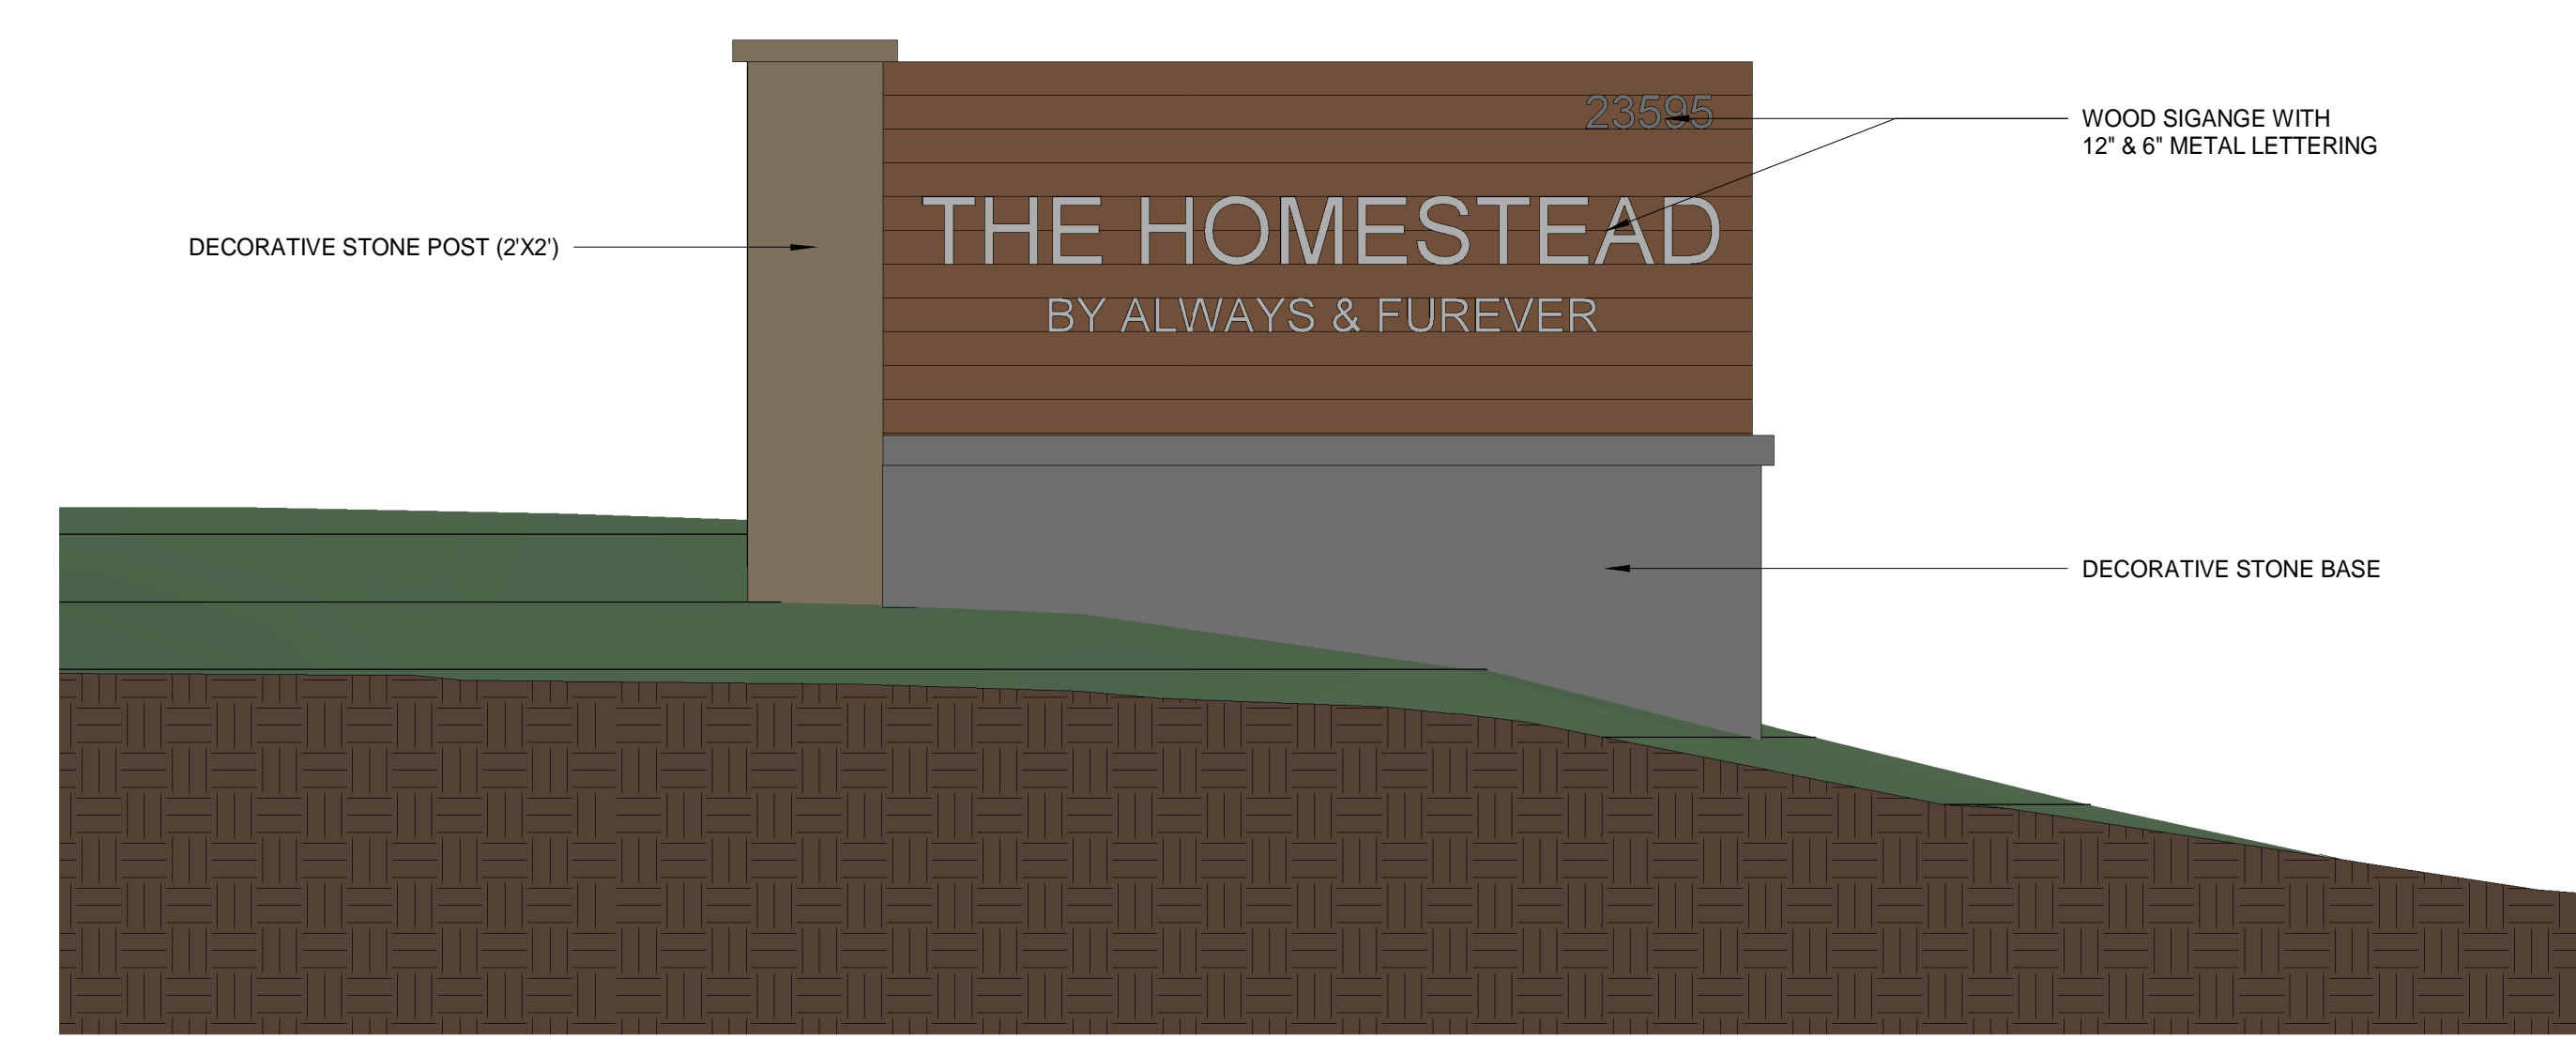 23595
WOOD SIGANGE WITH
12" & 6" METAL LETTERING
THE HOMESTEAD
DECORATIVE STONE POST (2'X2')
BY ALWAYS & FUREVER
DECORATIVE STONE BASE